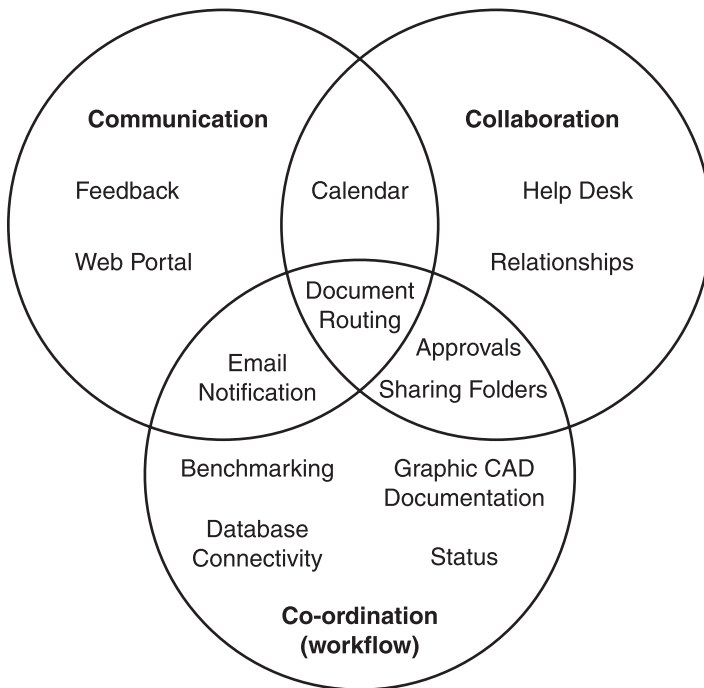 Communication
Collaboration
Feedback
Calendar
Help Desk
Web Portal
Relationships
Document
Routing
Approvals
Email
Notification
Sharing Folders
Benchmarking
Graphic CAD
Documentation
Database
Connectivity
Status
Co-ordination
(workflow)